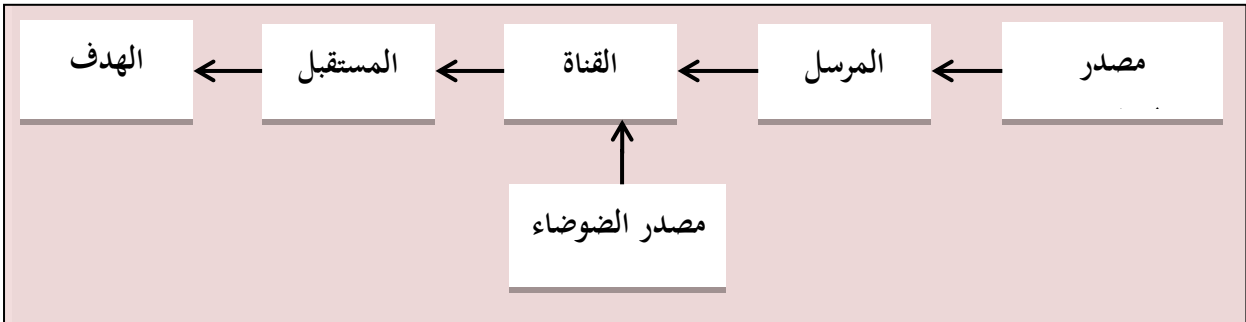 مصدر
المرسل
القناة
المستقبل
الهدف
مصدر الضوضاء